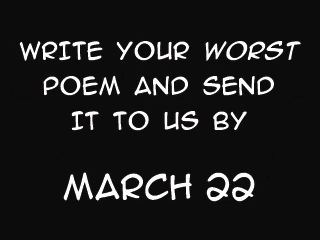 WRITE YOUR WORST
POEM AND SEND
IT TO US BY
MARCH 22